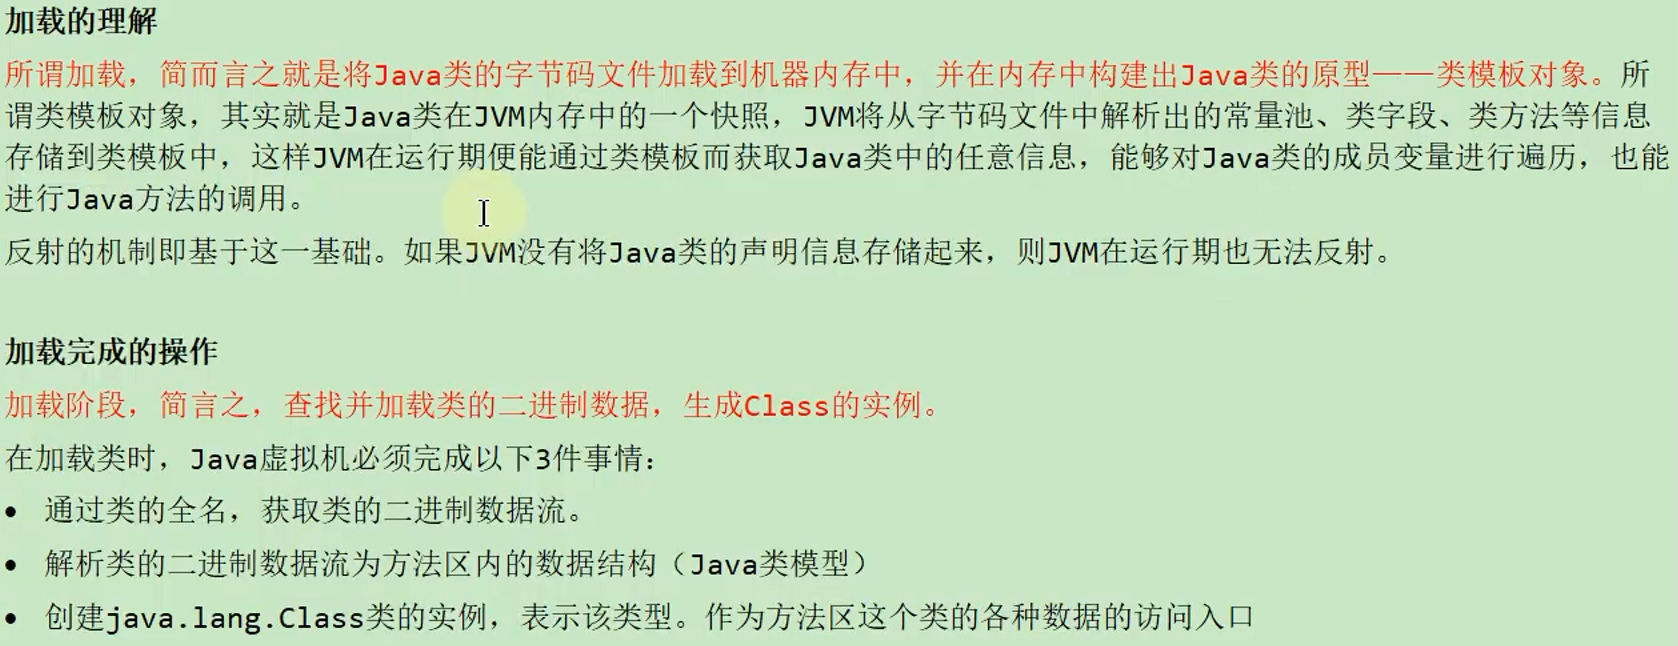 加载的理解
所谓加载，简而言之就是将Java类的字节码文件加载到机器内存中，并在内存中构建出Java类的原型——类模板对象。所
谓类模板对象，其实就是Java类在JVM内存中的一个快照，JVM将从字节码文件中解析出的常量池、类字段、类方法等信息
存储到类模板中，这样JVM在运行期便能通过类模板而获取Java类中的任意信息，能够对Java类的成员变量进行遍历，也能
进行Java方法的调用。
反射的机制即基于这一基础。如果JVM没有将Java类的声明信息存储起来，则JVM在运行期也无法反射。
加载完成的操作
加载阶段，简言之，查找并加载类的二进制数据，生成Class的实例。
在加载类时，Java虚拟机必须完成以下3件事情：
• 通过类的全名，获取类的二进制数据流。
• 解析类的二进制数据流为方法区内的数据结构（Java类模型）
• 创建java.lang.Class类的实例，表示该类型。作为方法区这个类的各种数据的访问入口